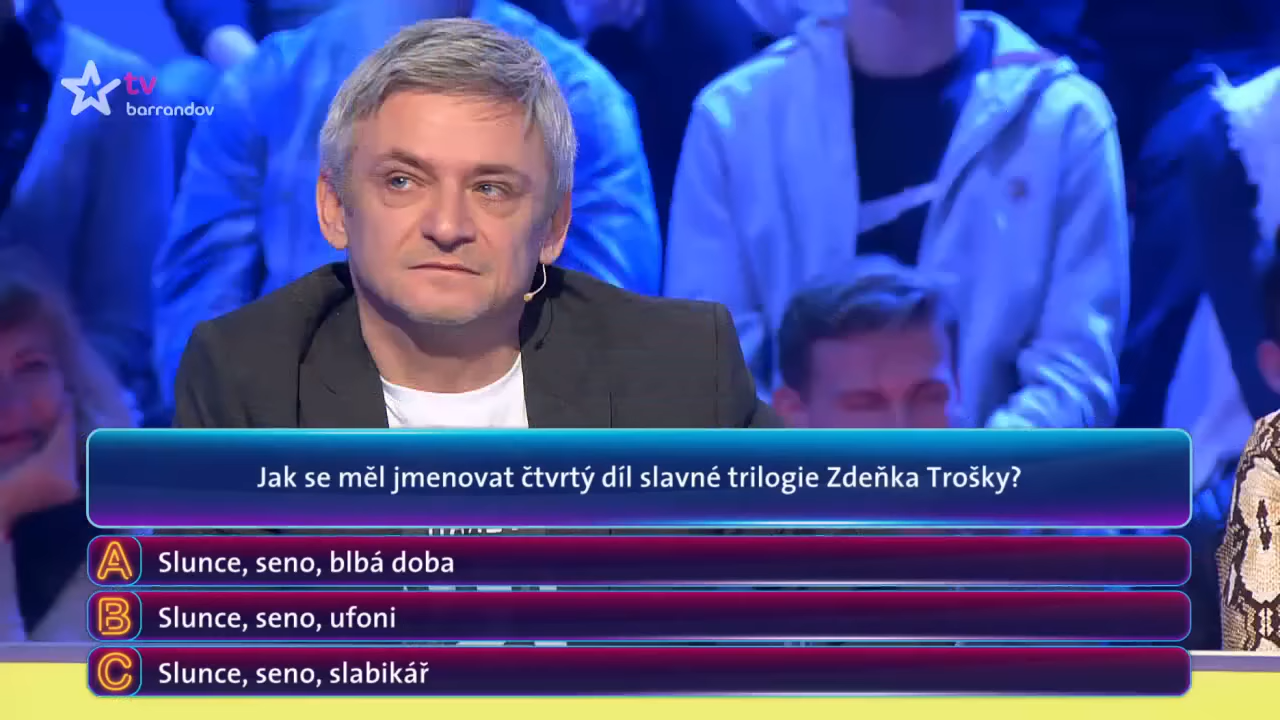 tv
barrandov
Jak se měl jmenovat čtvrtý díl slavné trilogie Zdeňka Trošky?
A Slunce, seno, blbá doba
B Slunce, seno, ufoni
C Slunce, seno, slabikář